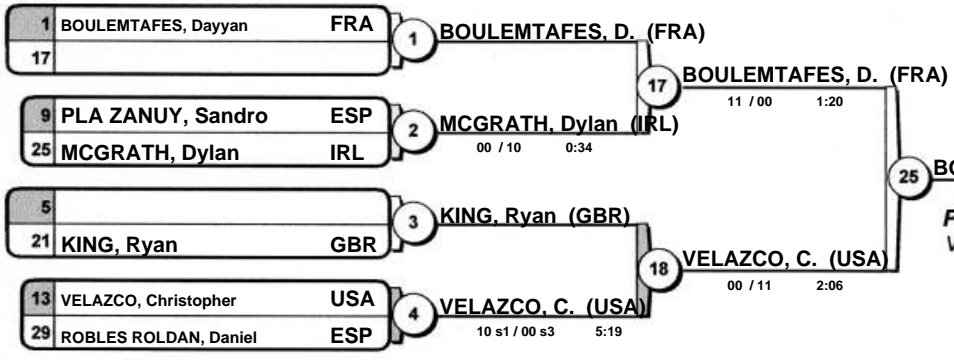 1 BOULEMTAFES, Dayyan FRA
17
1
BOULEMTAFES, D. (FRA)
9 PLA ZANUY, Sandro ESP
25 MCGRATH, Dylan IRL
2
MCGRATH, Dylan (IRL)
00 / 10 0:34
17
BOULEMTAFES, D. (FRA)
11 / 00 1:20
5
21 KING, Ryan GBR
3
KING, Ryan (GBR)
13 VELAZCO, Christopher USA
29 ROBLES ROLDAN, Daniel ESP
4
VELAZCO, C. (USA)
10 s1 / 00 s3 5:19
18
VELAZCO, C. (USA)
00 / 11 2:06
25